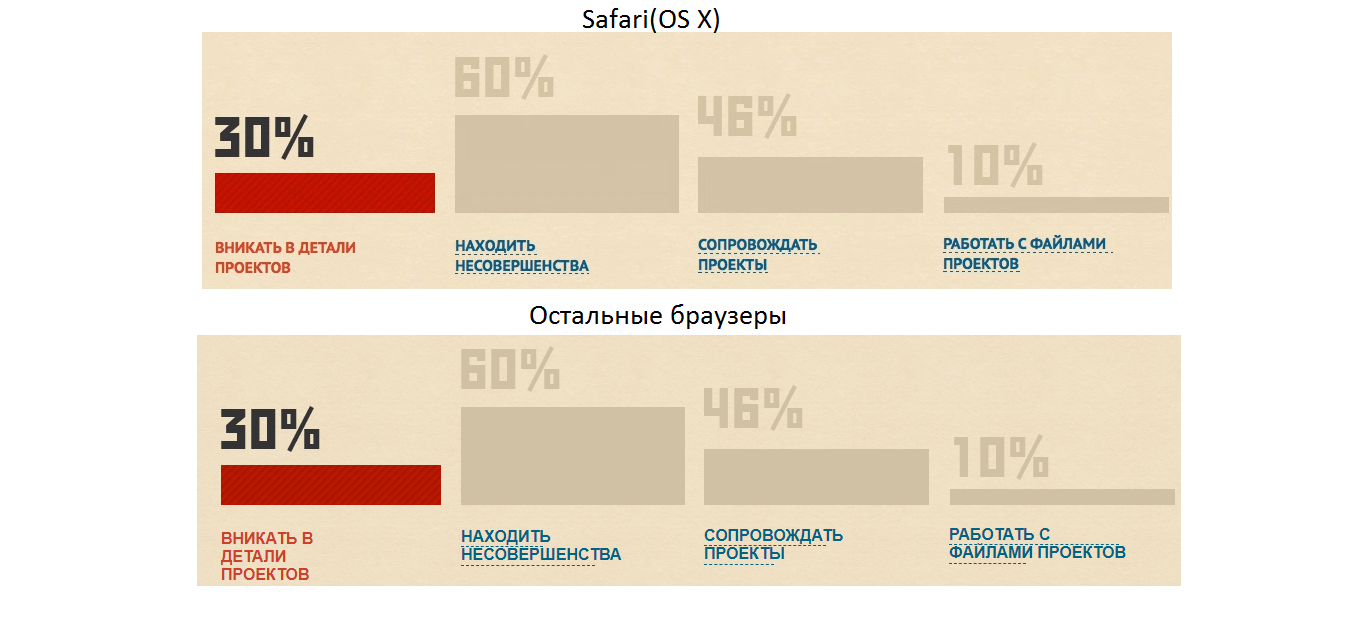 Safari(OS X)
60%
46%
30%
10%
ВНИКАТЬ В ДЕТАЛИ
ПРОЕКТОВ
НАХОДИТЬ
НЕСОВЕРШЕНСТВА
СОПРОВОЖДАТЬ
ПРОЕКТЫ
РАБОТАТЬ С ФАЙЛАМИ
ПРОЕКТОВ
Остальные браузеры
60%
46%
30%
10%
ВНИКАТЬ В
ДЕТАЛИ
ПРОЕКТОВ
НАХОДИТЬ
НЕСОВЕРШЕНСТВА
СОПРОВОЖДАТЬ
ПРОЕКТЫ
РАБОТАТЬ С
ФАЙЛАМИ ПРОЕКТОВ